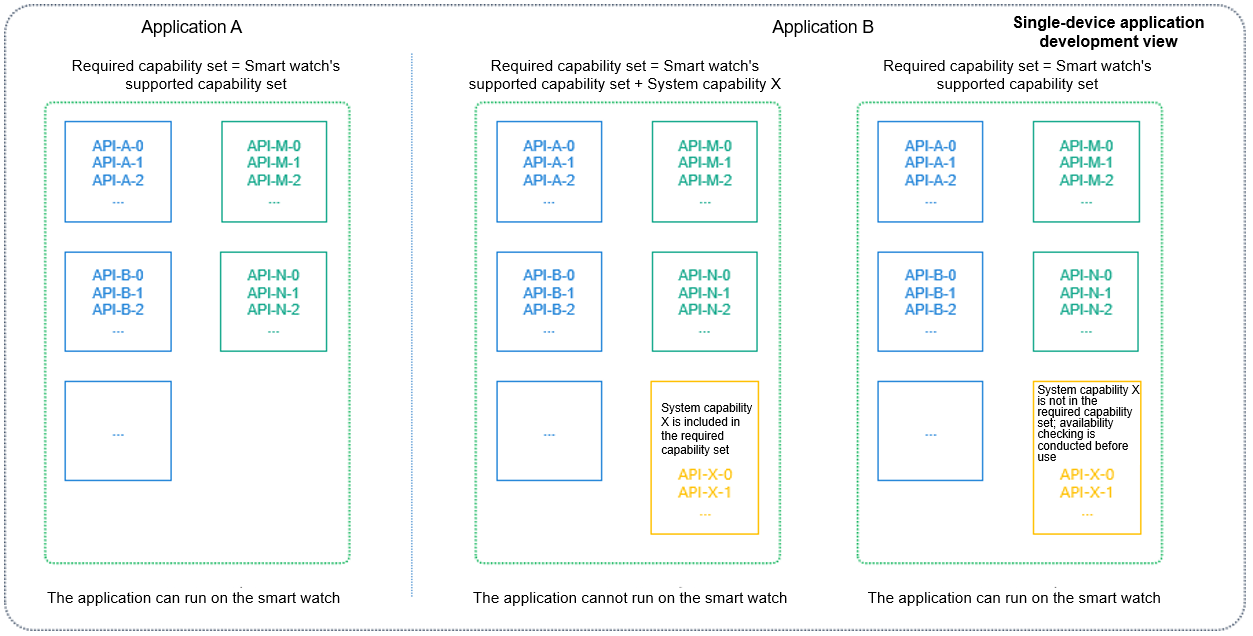 Application A
Application B
Single-device application
development view
Required capability set = Smart watch's
supported capability set
API-A-0
API-A-1
API-A-2
...
API-M-0
API-M-1
API-M-2
...
API-B-0
API-B-1
API-B-2
...
API-N-0
API-N-1
API-N-2
...
...
The application can run on the smart watch
Required capability set = Smart watch's
supported capability set + System capability X
API-A-0
API-A-1
API-A-2
...
API-M-0
API-M-1
API-M-2
...
API-B-0
API-B-1
API-B-2
...
API-N-0
API-N-1
API-N-2
...
...
System capability
X is included in
the required
capability set
API-X-0
API-X-1
...
The application cannot run on the smart watch
Required capability set = Smart watch's
supported capability set
API-A-0
API-A-1
API-A-2
...
API-M-0
API-M-1
API-M-2
...
API-B-0
API-B-1
API-B-2
...
API-N-0
API-N-1
API-N-2
...
...
System capability X
is not in the
required capability
set; availability
checking is
conducted before
use
API-X-0
API-X-1
...
The application can run on the smart watch